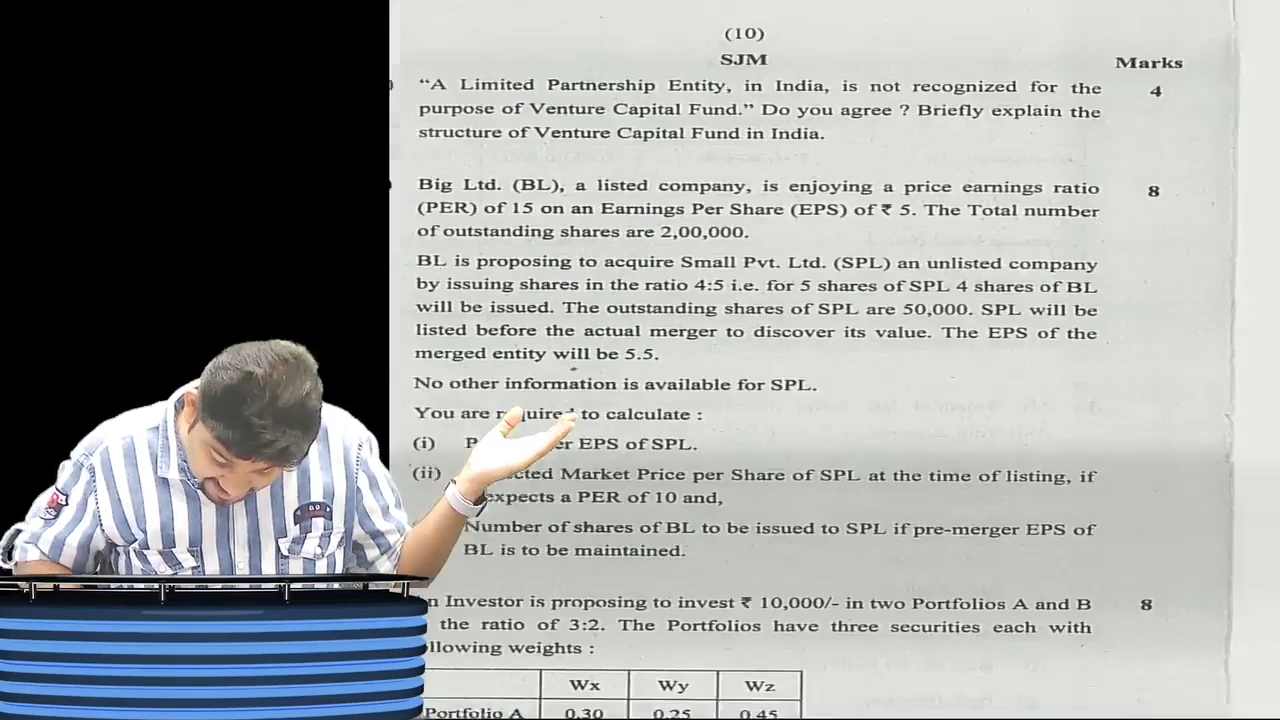 (10)
SJM
Marks
“A Limited Partnership Entity, in India, is not recognized for the 4
purpose of Venture Capital Fund.” Do you agree ? Briefly explain the
structure of Venture Capital Fund in India.
Big Ltd. (BL), a listed company, is enjoying a price earnings ratio 8
(PER) of 15 on an Earnings Per Share (EPS) of ₹ 5. The Total number
of outstanding shares are 2,00,000.
BL is proposing to acquire Small Pvt. Ltd. (SPL) an unlisted company
by issuing shares in the ratio 4:5 i.e. for 5 shares of SPL 4 shares of BL
will be issued. The outstanding shares of SPL are 50,000. SPL will be
listed before the actual merger to discover its value. The EPS of the
merged entity will be 5.5.
No other information is available for SPL.
You are to calculate :
(i) EPS of SPL.
(ii) Market Price per Share of SPL at the time of listing, if
expects a PER of 10 and,
Number of shares of BL to be issued to SPL if pre-merger EPS of
BL is to be maintained.
Investor is proposing to invest ₹ 10,000/- in two Portfolios A and B 8
the ratio of 3:2. The Portfolios have three securities each with
weights :
Wx Wy Wz
Portfolio A 0.30 0.25 0.45